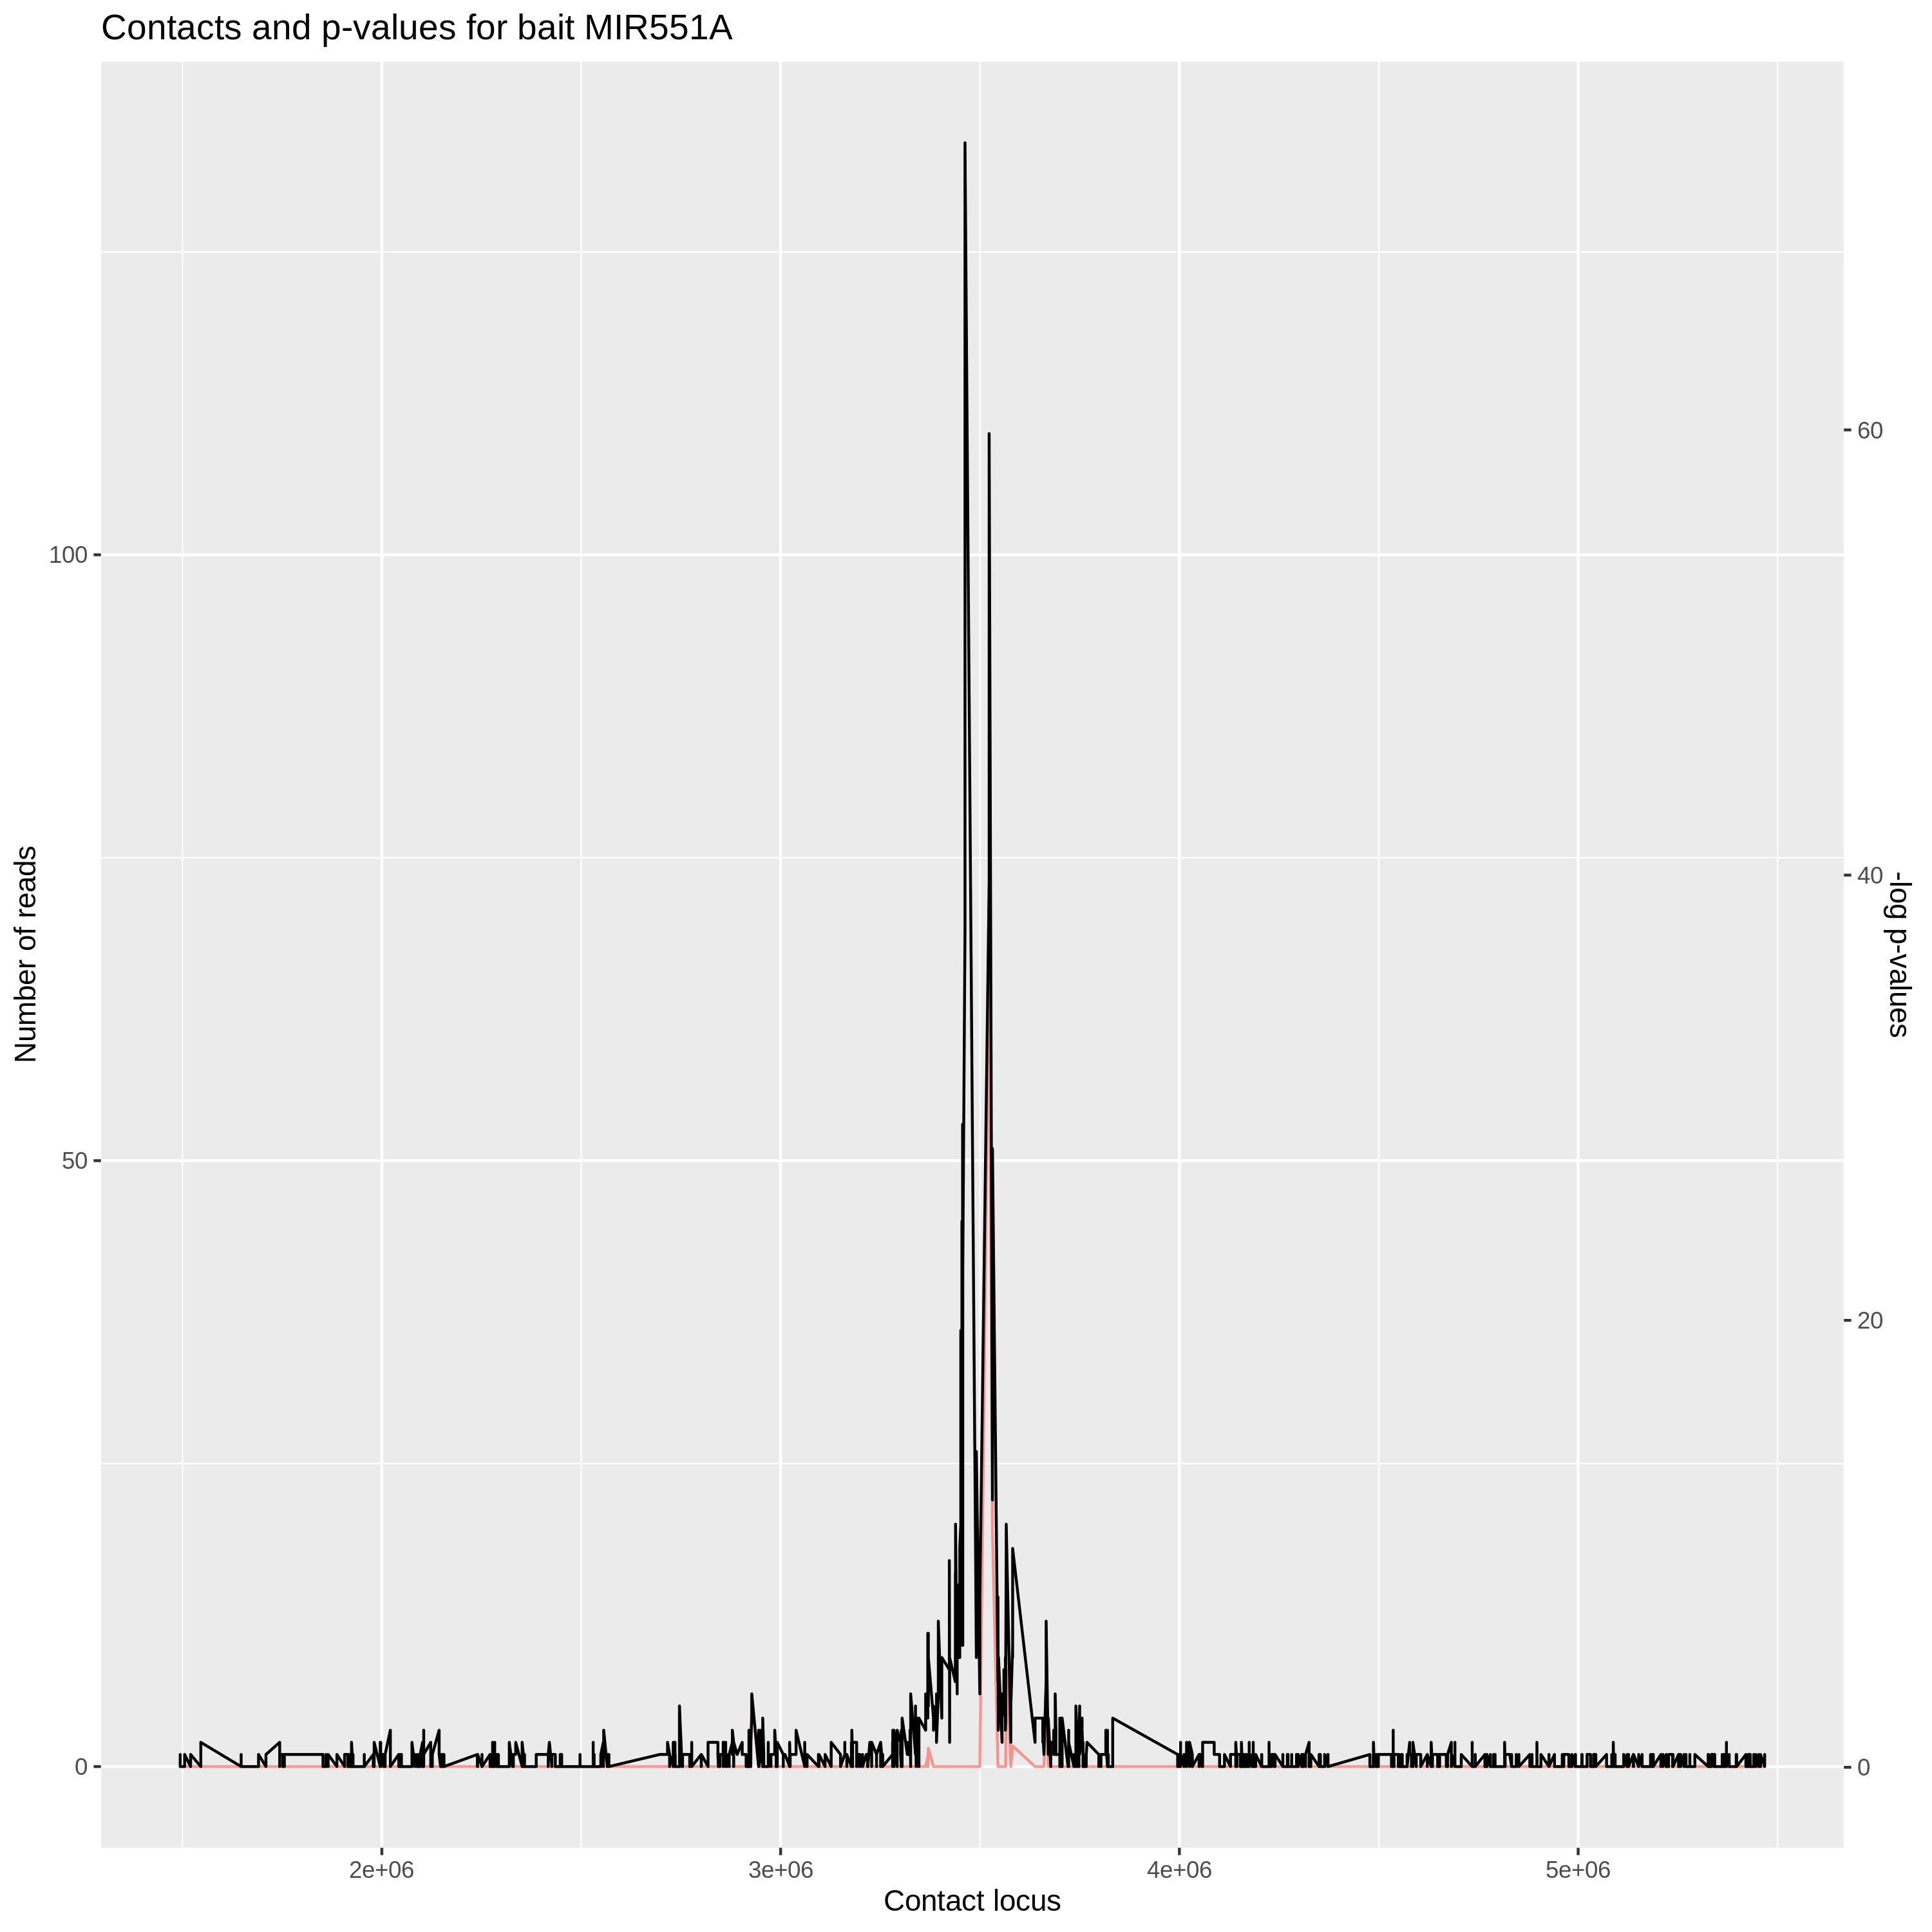 Contacts and p-values for bait MIR551A
Number of reads
100
50
0
60
40
20
0
-log p-values
2e+06 3e+06 4e+06 5e+06
Contact locus